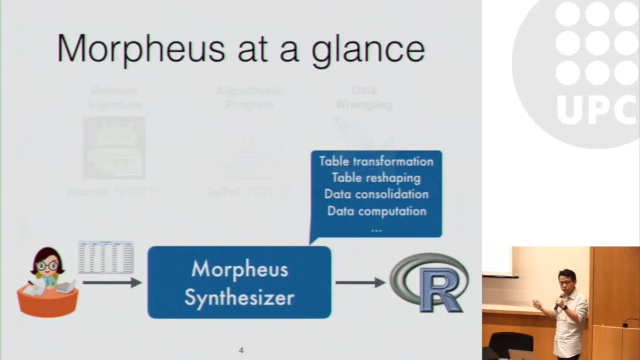 Morpheus at a glance
Malware
Signature
Algorithmic
Program
Data
Wrangling
Table transformation
Table reshaping
Data consolidation
Data computation
...
Morpheus
Synthesizer
R
4
UPC